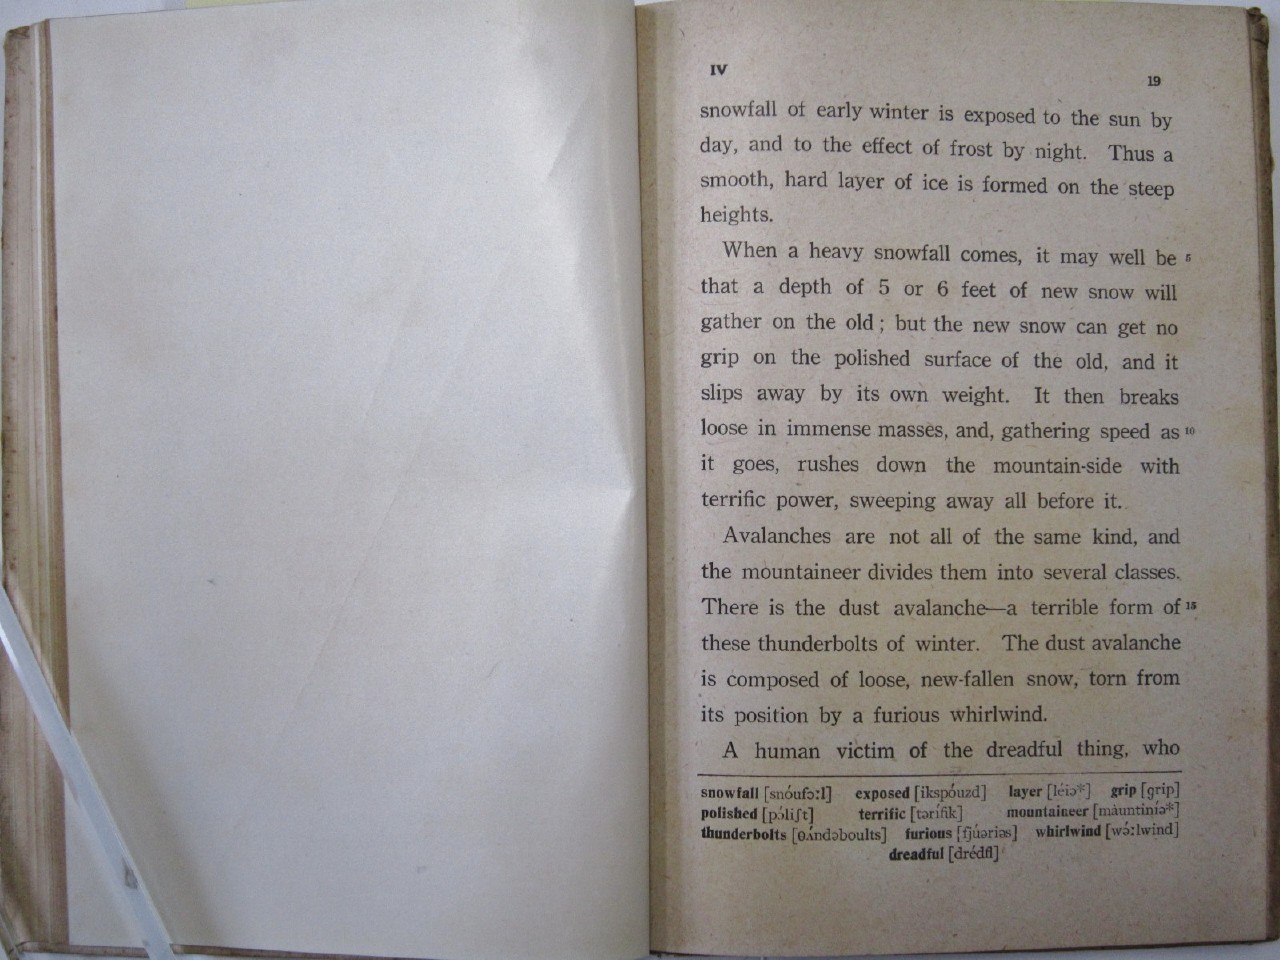 IV
19
snowfall of early winter is exposed to the sun by
day, and to the effect of frost by night. Thus a
smooth, hard layer of ice is formed on the steep
heights.
When a heavy snowfall comes, it may well be 5
that a depth of 5 or 6 feet of new snow will
gather on the old ; but the new snow can get no
grip on the polished surface of the old, and it
slips away by its own weight. It then breaks
loose in immense masses, and, gathering speed as 10
it goes, rushes down the mountain-side with
terrific power, sweeping away all before it.
Avalanches are not all of the same kind, and
the mountaineer divides them into several classes.
There is the dust avalanche—a terrible form of 15
these thunderbolts of winter. The dust avalanche
is composed of loose, new-fallen snow, torn from
its position by a furious whirlwind.
A human victim of the dreadful thing, who
snowfall [snóufɔːl] exposed [ikspóuzd] layer [léiə*] grip [grip]
polished [pɔ́liʃt] terrific [tərífik] mountaineer [màuntiníə*]
thunderbolts [θʌ́ndəboults] furious [fjúəriəs] whirlwind [wə́ːlwind]
dreadful [drédfl]